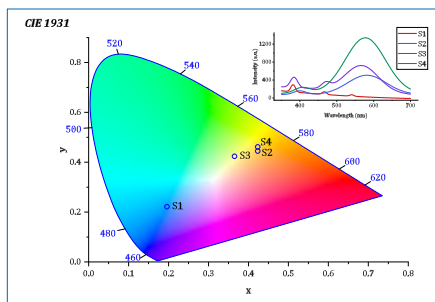 CIE 1931
520
540
560
580
600
620
500
480
460
S4
S2
S3
S1
0.8
0.6
0.4
0.2
0.0
0.0 0.1 0.2 0.3 0.4 0.5 0.6 0.7 0.8
x
y
S1
S2
S3
S4
1200
800
400
0
400 500 600 700
Intensity (a.u.)
Wavelength (nm)